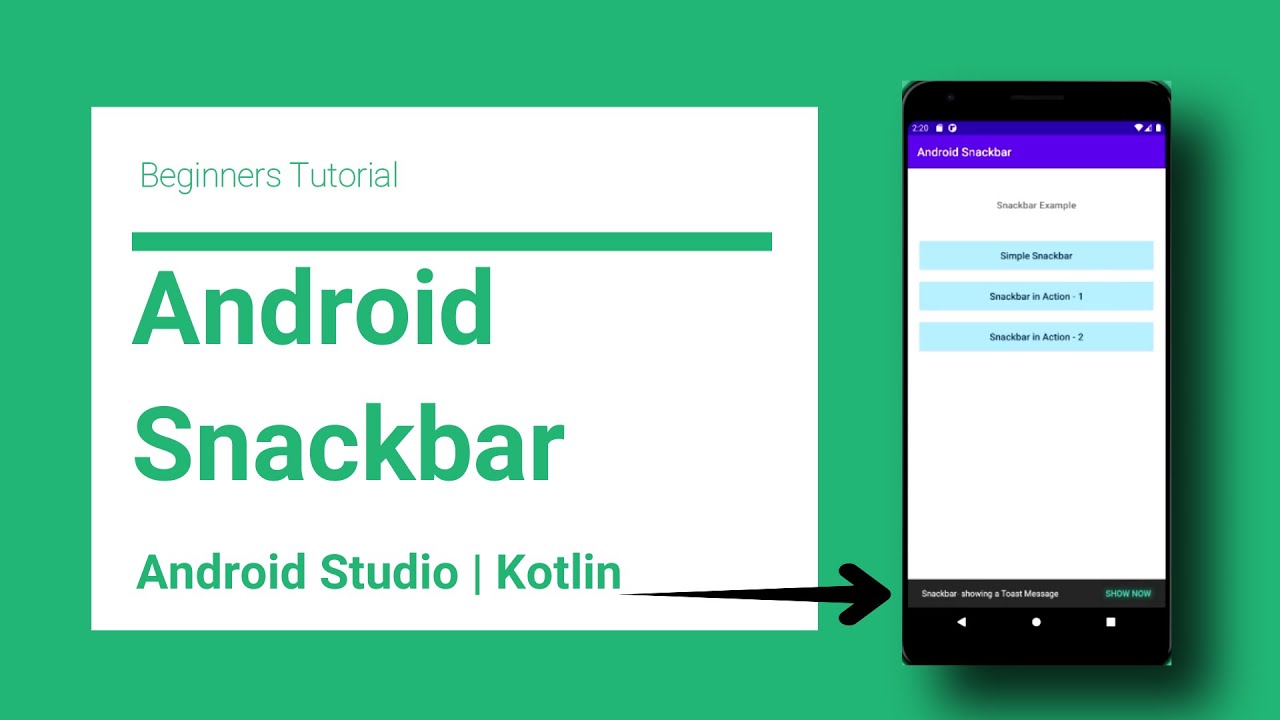 Beginners Tutorial
Android
Snackbar
Android Studio | Kotlin
2:20
Android Snackbar
Snackbar Example
Simple Snackbar
Snackbar in Action - 1
Snackbar in Action - 2
Snackbar showing a Toast Message SHOW NOW